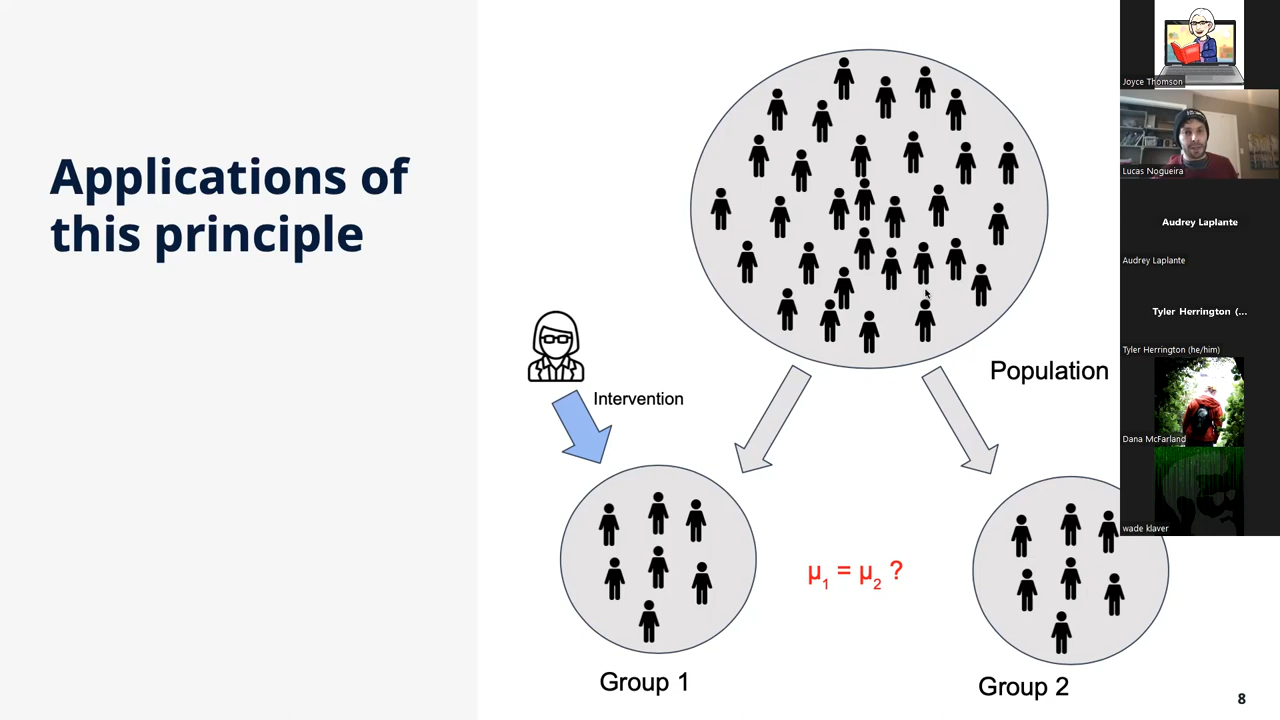 Applications of
this principle
Intervention
Population
μ1 = μ2 ?
Group 1
Group 2
8
Joyce Thomson
Lucas Nogueira
Audrey Laplante
Audrey Laplante
Tyler Herrington (...
Tyler Herrington (he/him)
Dana McFarland
wade klaver